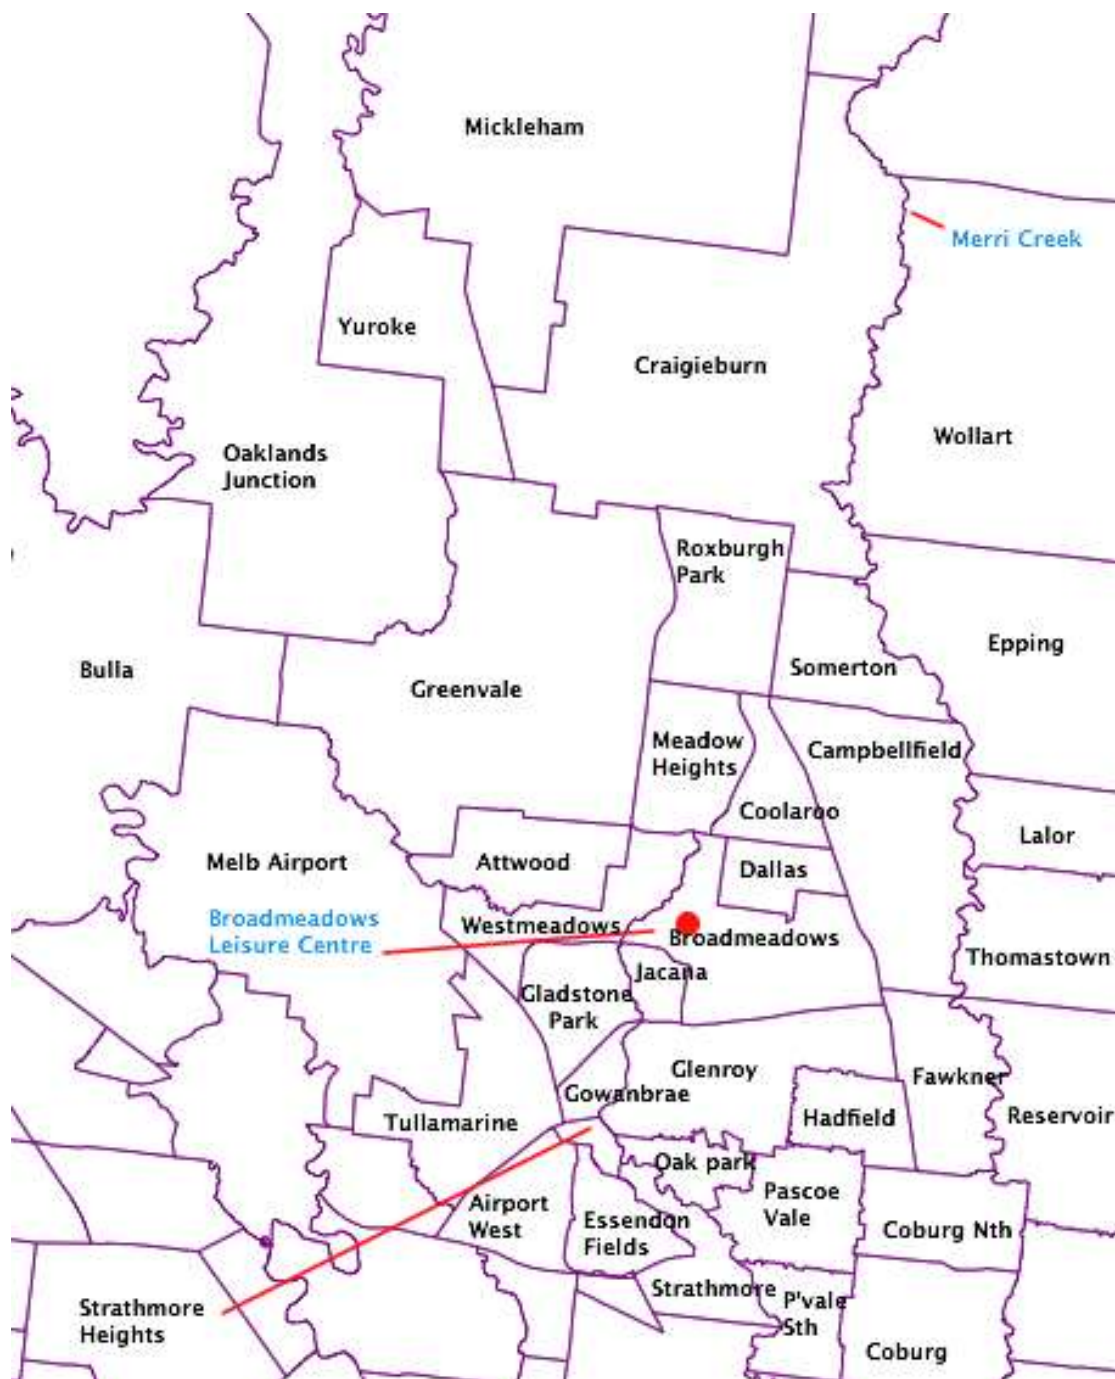 Mickleham
Merri Creek
Yuroke
Craigieburn
Wollart
Oaklands
Junction
Roxburgh
Park
Epping
Somerton
Bulla
Greenvale
Meadow
Heights
Campbellfield
Coolaroo
Lalor
Melb Airport
Attwood
Dallas
Broadmeadows
Leisure Centre
Westmeadows
Broadmeadows
Thomastown
Jacana
Gladstone
Park
Glenroy
Fawkner
Gowanbrae
Hadfield
Reservoir
Tullamarine
Oak park
Pascoe
Vale
Airport
West
Essendon
Fields
Coburg Nth
Strathmore
P'vale
Sth
Strathmore
Heights
Coburg